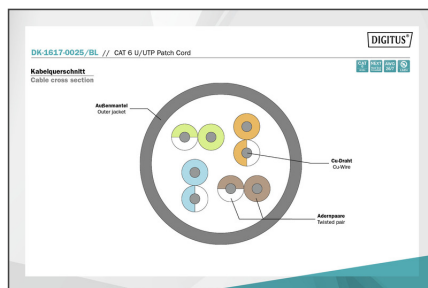 DIGITUS®
DK-1617-0025/BL // CAT 6 U/UTP Patch Cord
Kabelquerschnitt
Cable cross section
Außenmantel
Outer jacket
Cu-Draht
Cu-Wire
Adernpaare
Twisted pair